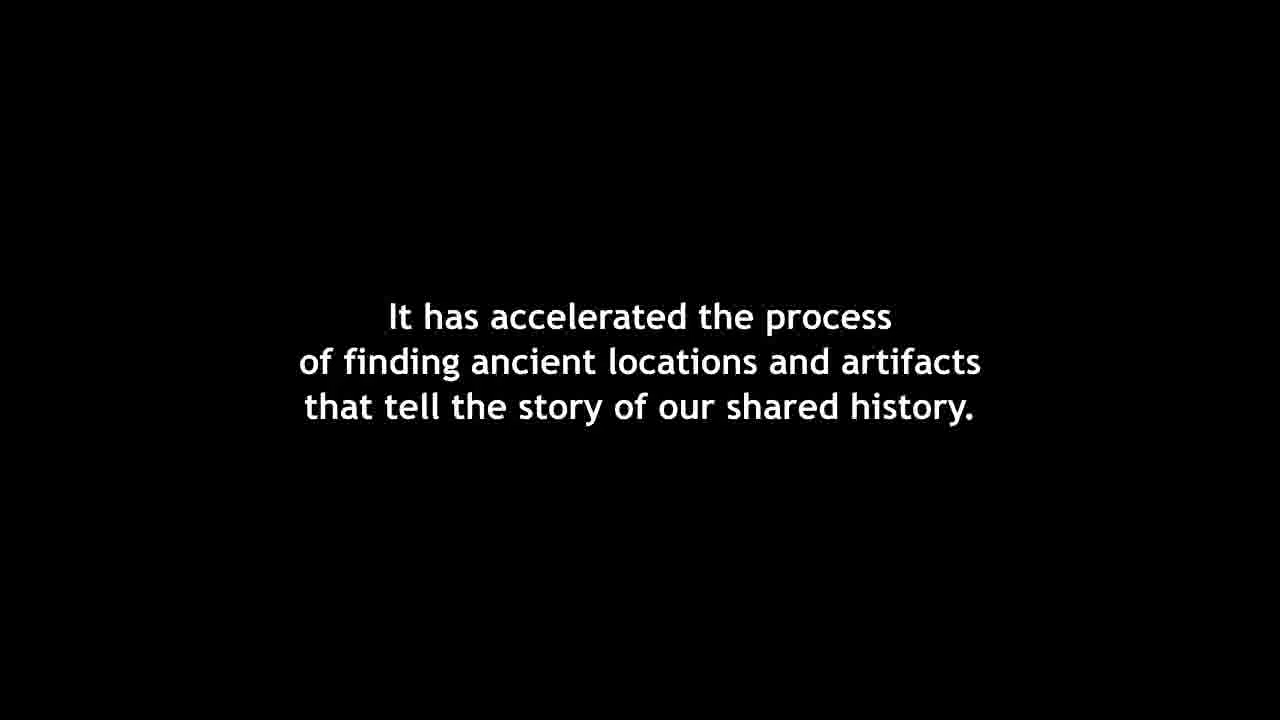 It has accelerated the process
of finding ancient locations and artifacts
that tell the story of our shared history.